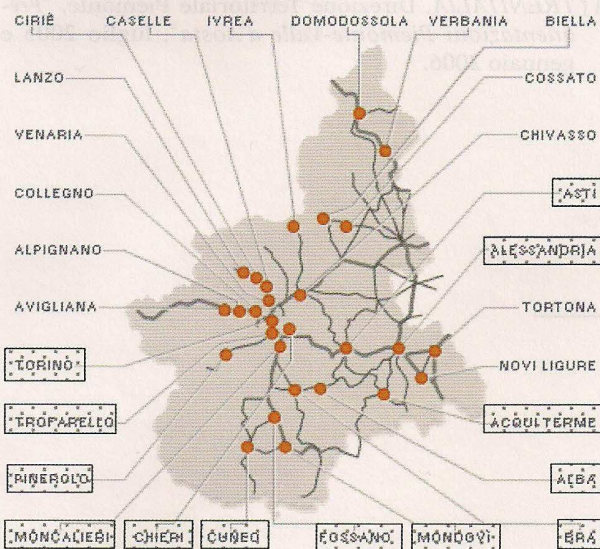 CIRIÈ CASELLE IVREA DOMODOSSOLA VERBANIA BIELLA
LANZO COSSATO
VENARIA CHIVASSO
COLLEGNO ASTI
ALPIGNANO ALESSANDRIA
AVIGLIANA TORTONA
TORINO NOVI LIGURE
TROFARELLO ACQUI TERME
PINEROLO ALBA
MONCALIERI CHIERI CUNEO FOSSANO MONDOVÌ BRA